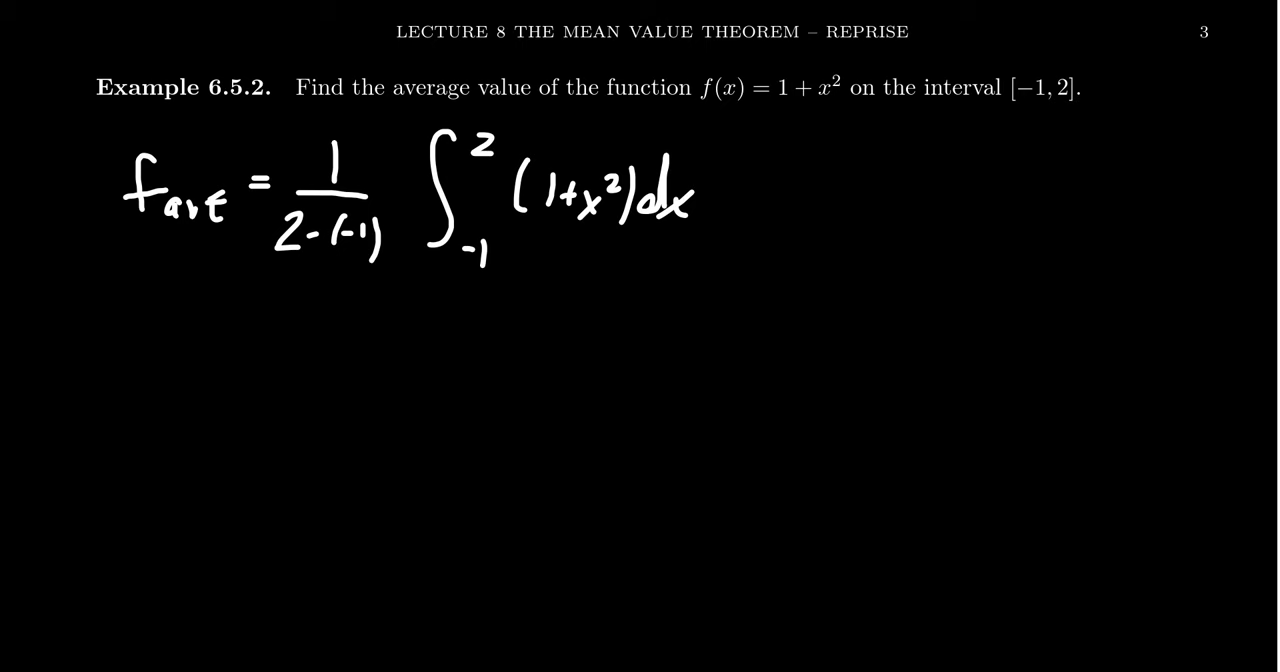 LECTURE 8 THE MEAN VALUE THEOREM – REPRISE 3
Example 6.5.2. Find the average value of the function f(x) = 1 + x² on the interval [−1, 2].
f_ave = 1/(2-(-1)) ∫_{-1}^{2} (1+x²)dx